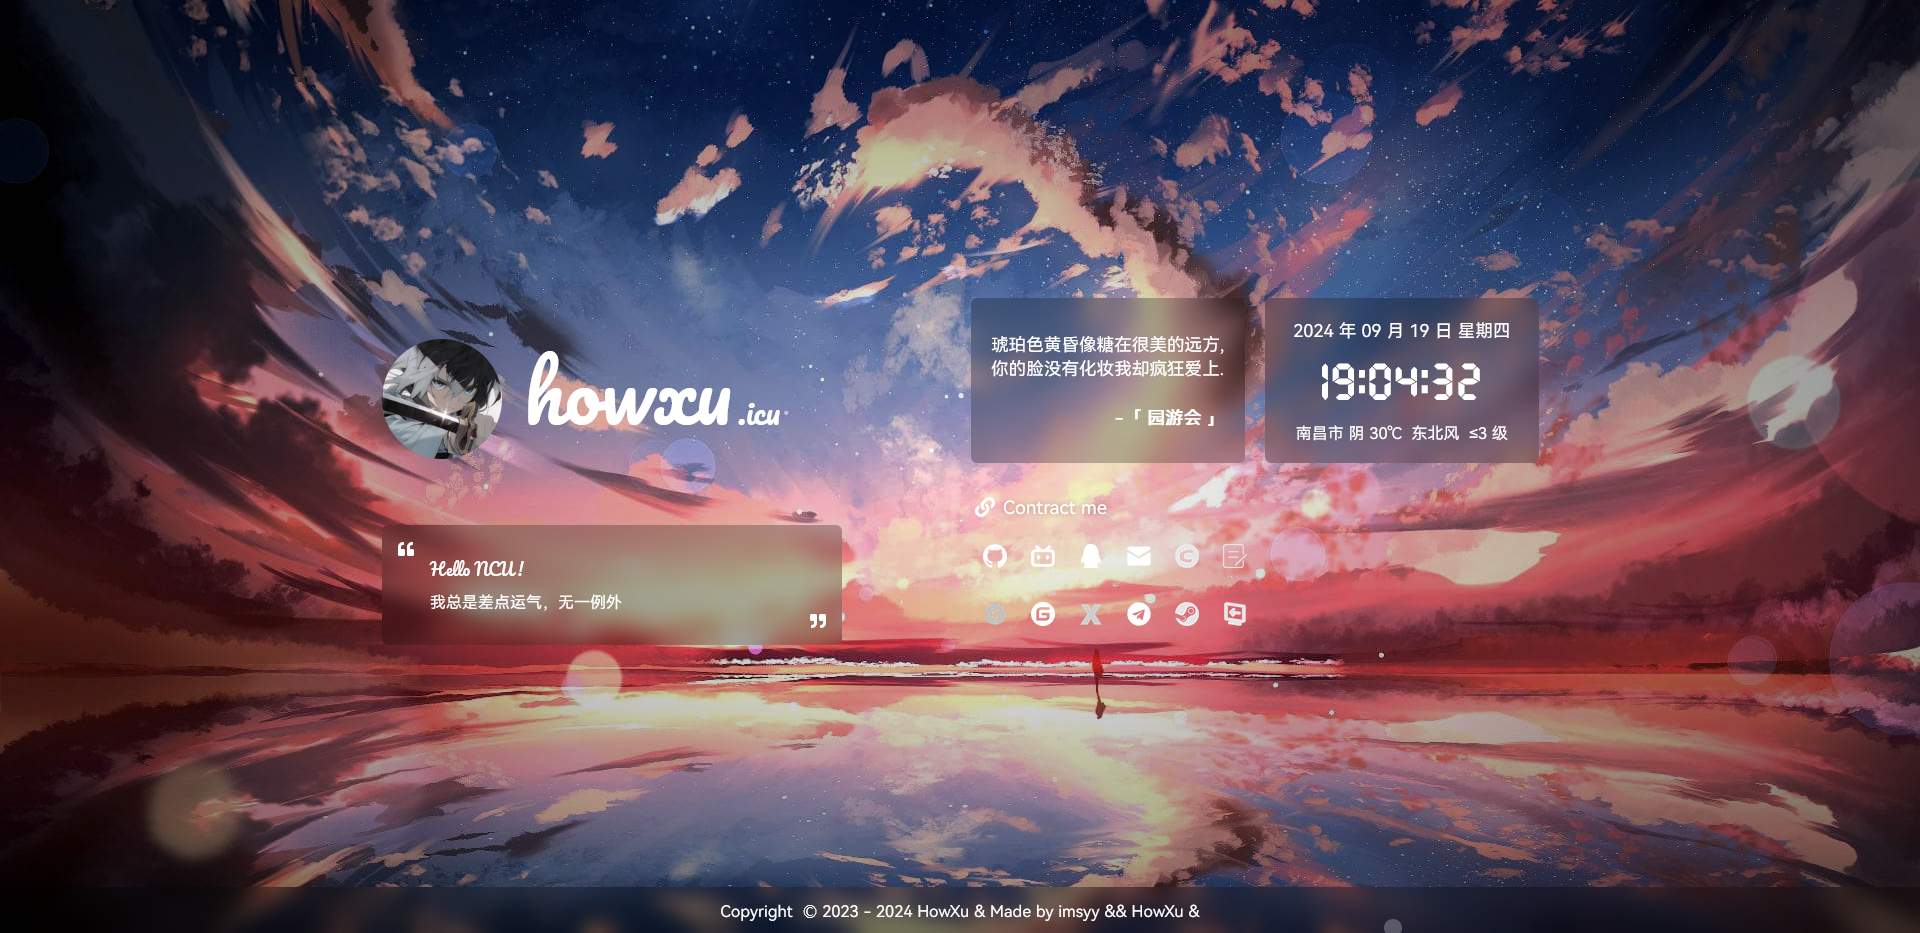 howxu .icu
Hello NCU !
我总是差点运气，无一例外
琥珀色黄昏像糖在很美的远方,
你的脸没有化妆我却疯狂爱上.
-「 园游会 」
2024 年 09 月 19 日 星期四
19:04:32
南昌市 阴 30℃ 东北风 ≤3 级
Contract me
Copyright © 2023 - 2024 HowXu & Made by imsyy && HowXu &